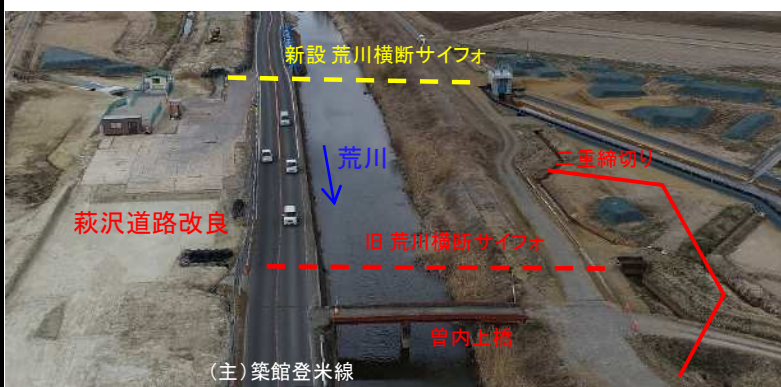 新設 荒川横断サイフォ
荒川
二重締切り
萩沢道路改良
旧 荒川横断サイフォ
曽内上橋
(主)築館登米線